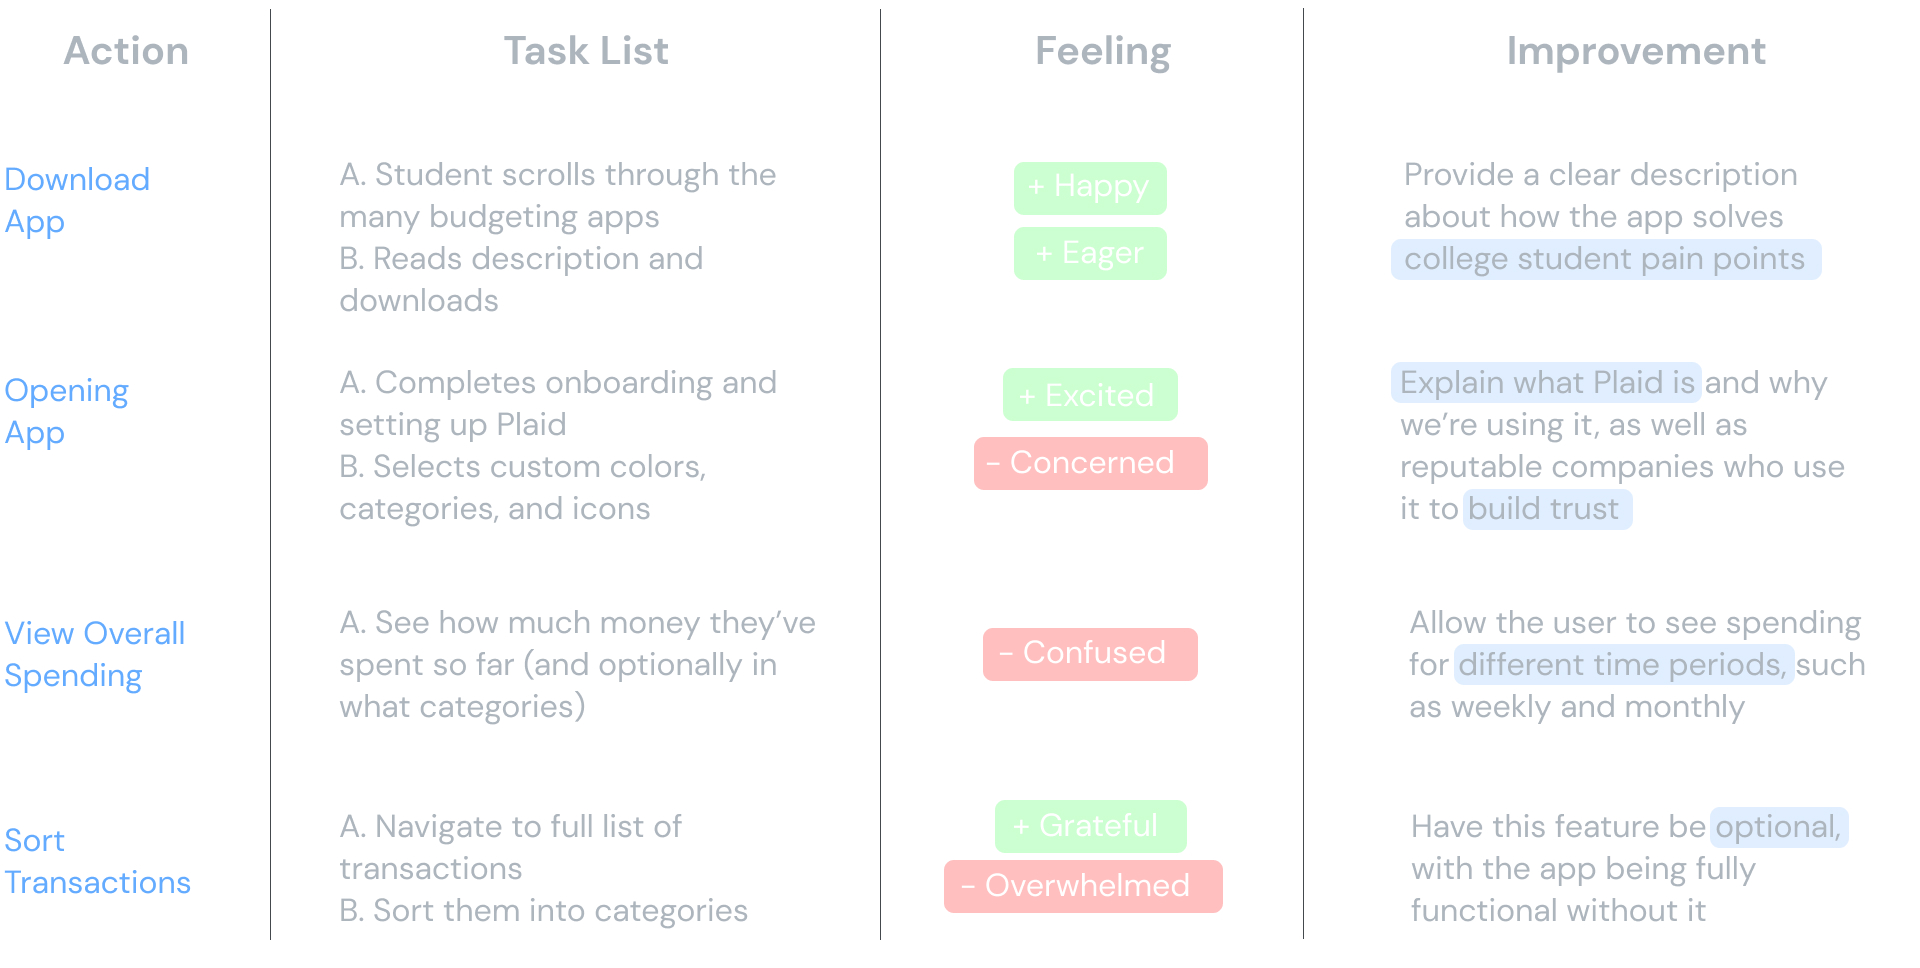 Action
Task List
Feeling
Improvement
Download
App
A. Student scrolls through the
many budgeting apps
B. Reads description and
downloads
+ Happy
+ Eager
Provide a clear description
about how the app solves
college student pain points
Opening
App
A. Completes onboarding and
setting up Plaid
B. Selects custom colors,
categories, and icons
+ Excited
- Concerned
Explain what Plaid is and why
we’re using it, as well as
reputable companies who use
it to build trust
View Overall
Spending
A. See how much money they’ve
spent so far (and optionally in
what categories)
- Confused
Allow the user to see spending
for different time periods, such
as weekly and monthly
Sort
Transactions
A. Navigate to full list of
transactions
B. Sort them into categories
+ Grateful
- Overwhelmed
Have this feature be optional,
with the app being fully
functional without it